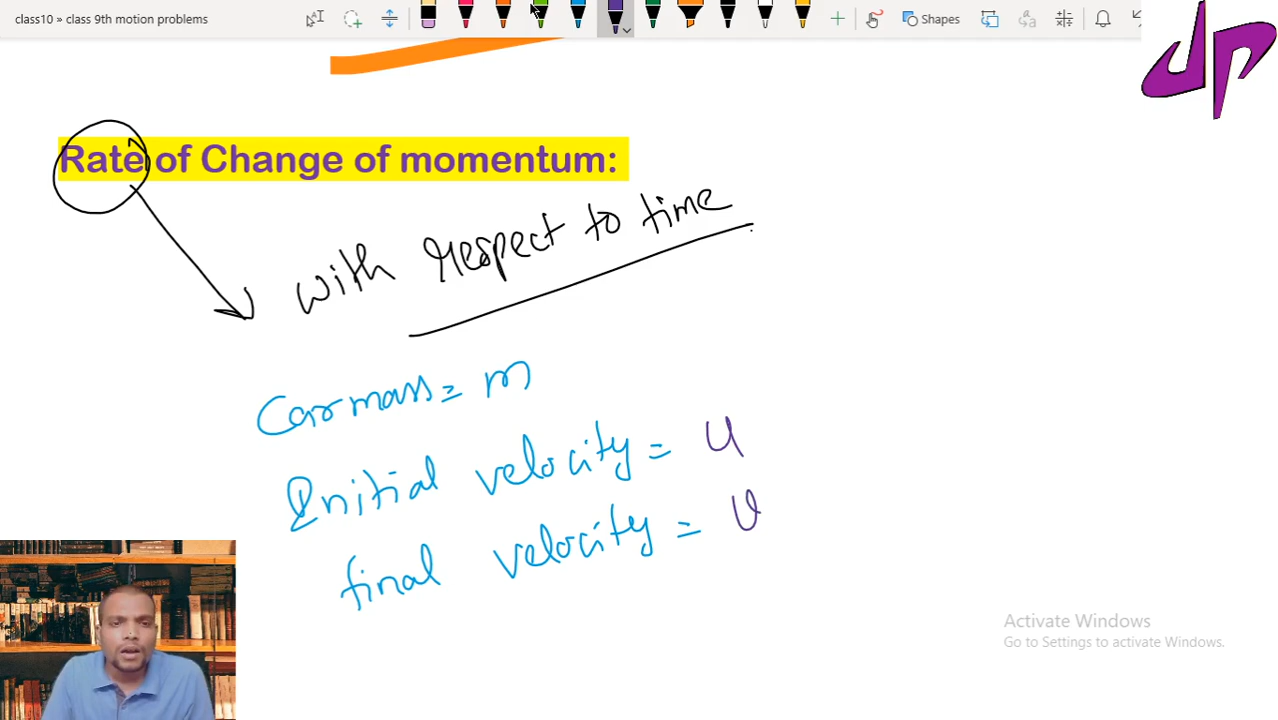 class10 » class 9th motion problems
Shapes
dp
Rate of Change of momentum:
with respect to time
Car mass = m
Initial velocity = u
final velocity = v
Activate Windows
Go to Settings to activate Windows.